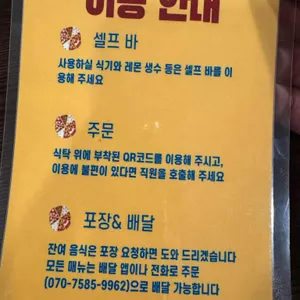 이용 안내
셀프 바
사용하실 식기와 레몬 생수 등은 셀프 바를 이
용해 주세요
주문
식탁 위에 부착된 QR코드를 이용해 주시고,
이용에 불편이 있다면 직원을 호출해 주세요
포장& 배달
잔여 음식은 포장 요청하면 도와 드리겠습니다
모든 메뉴는 배달 앱이나 전화로 주문
(070-7585-9962)으로 배달 가능합니다